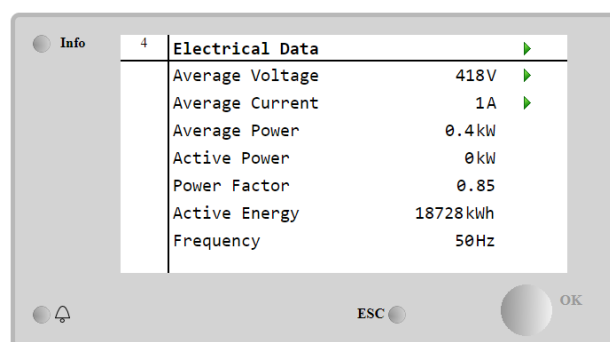 Info
4 Electrical Data
Average Voltage 418V
Average Current 1A
Average Power 0.4kW
Active Power 0kW
Power Factor 0.85
Active Energy 18728kWh
Frequency 50Hz
ESC OK